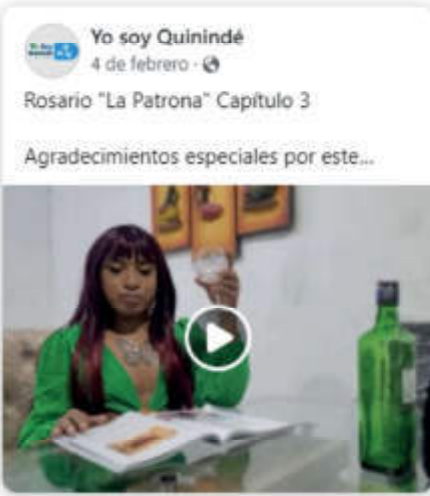 Yo soy Quinindé
4 de febrero ·
Rosario "La Patrona" Capítulo 3
Agradecimientos especiales por este...